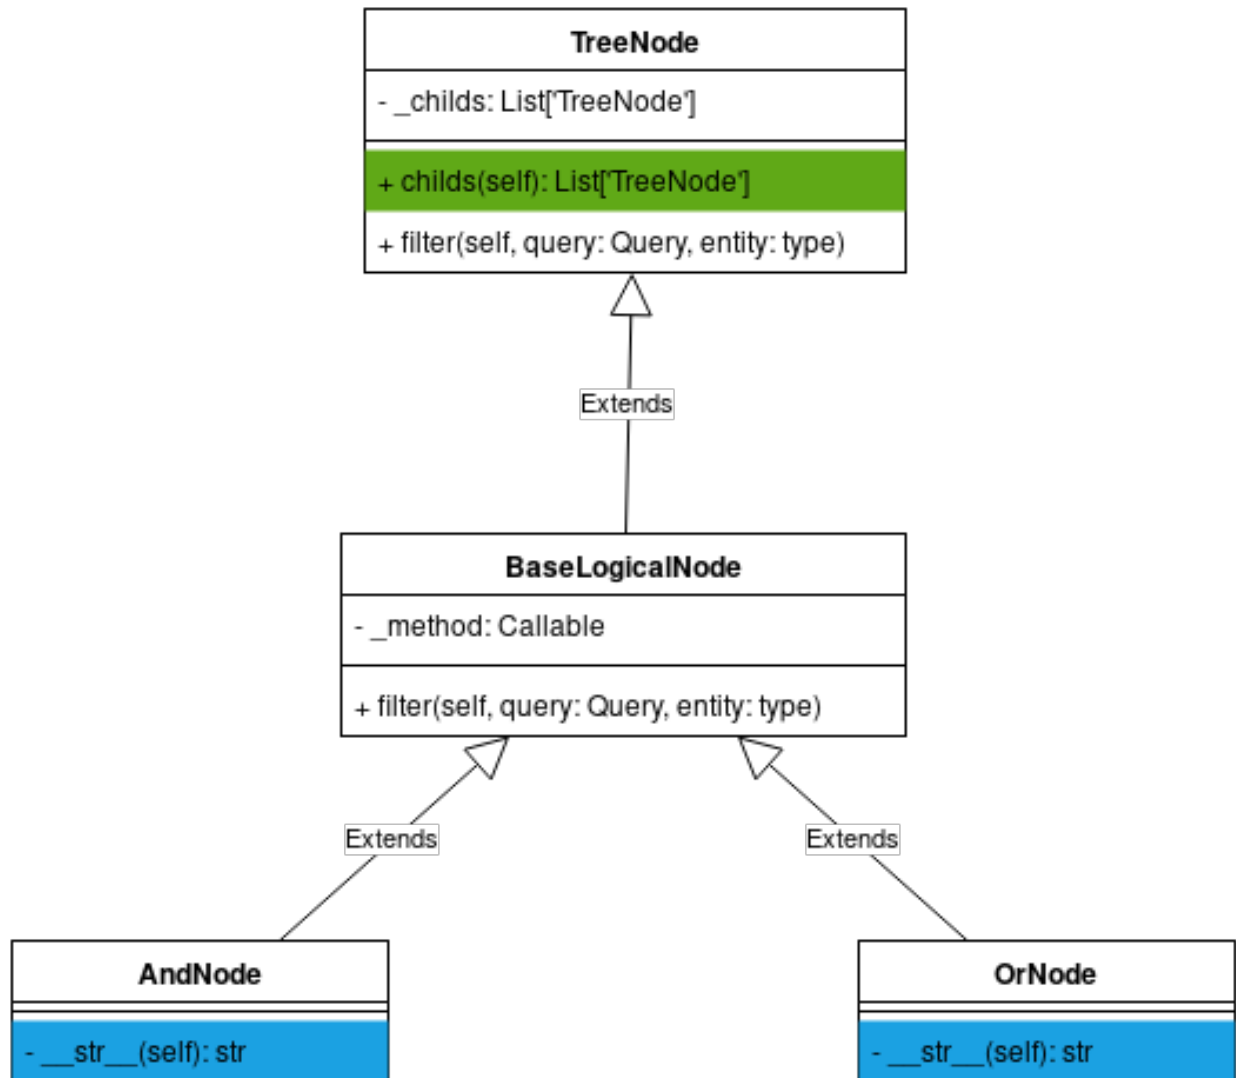 TreeNode
- _childs: List['TreeNode']
+ childs(self): List['TreeNode']
+ filter(self, query: Query, entity: type)
Extends
BaseLogicalNode
- _method: Callable
+ filter(self, query: Query, entity: type)
Extends
Extends
AndNode
- __str__(self): str
OrNode
- __str__(self): str